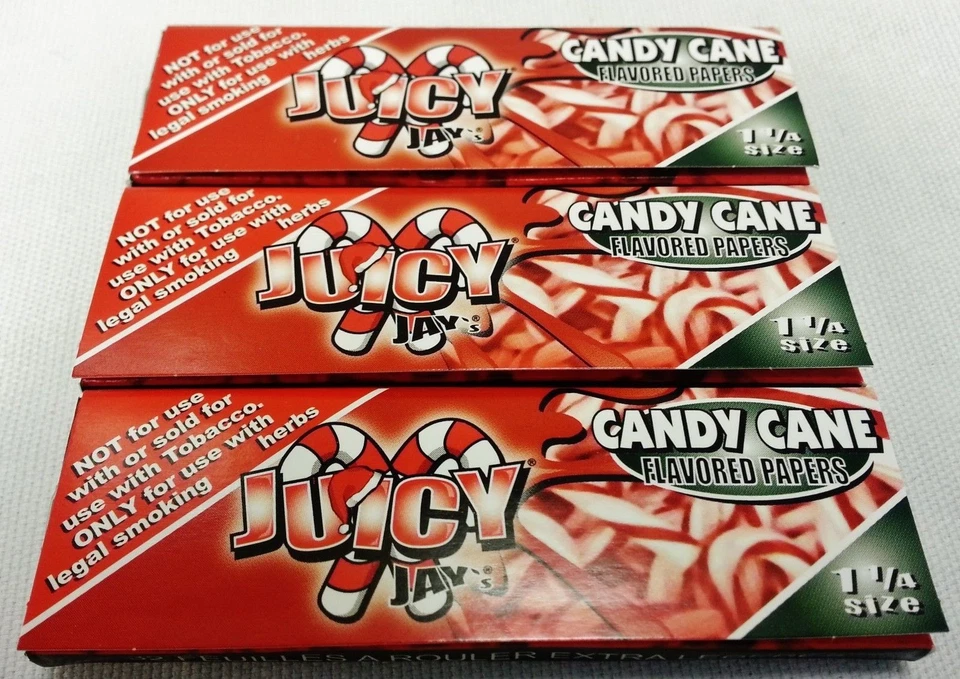 NOT for use
with or sold for
use with Tobacco.
ONLY for use with
legal smoking herbs
JUICY
JAY's®
CANDY CANE
FLAVORED PAPERS
1 1/4
size
NOT for use
with or sold for
use with Tobacco.
ONLY for use with
legal smoking herbs
JUICY®
JAY's®
CANDY CANE
FLAVORED PAPERS
1 1/4
size
NOT for use
with or sold for
use with Tobacco.
ONLY for use with
legal smoking herbs
JUICY®
JAY's®
CANDY CANE
FLAVORED PAPERS
1 1/4
size
FEUILLES A ROULER EXTRA